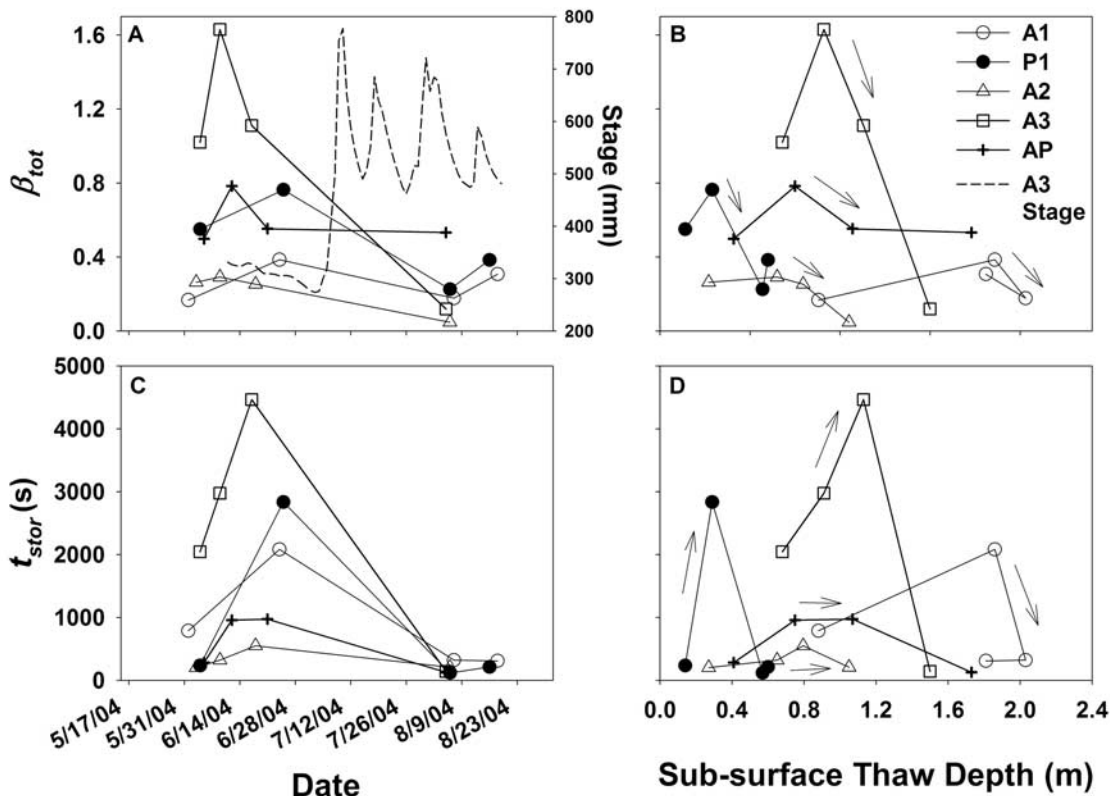 A
β_tot
1.6
1.2
0.8
0.4
0.0
800
700
600
500
400
300
200
Stage (mm)
B
A1
P1
A2
A3
AP
A3
Stage
C
t_stor (s)
5000
4000
3000
2000
1000
0
5/17/04
5/31/04
6/14/04
6/28/04
7/12/04
7/26/04
8/9/04
8/23/04
Date
D
0.0
0.4
0.8
1.2
1.6
2.0
2.4
Sub-surface Thaw Depth (m)